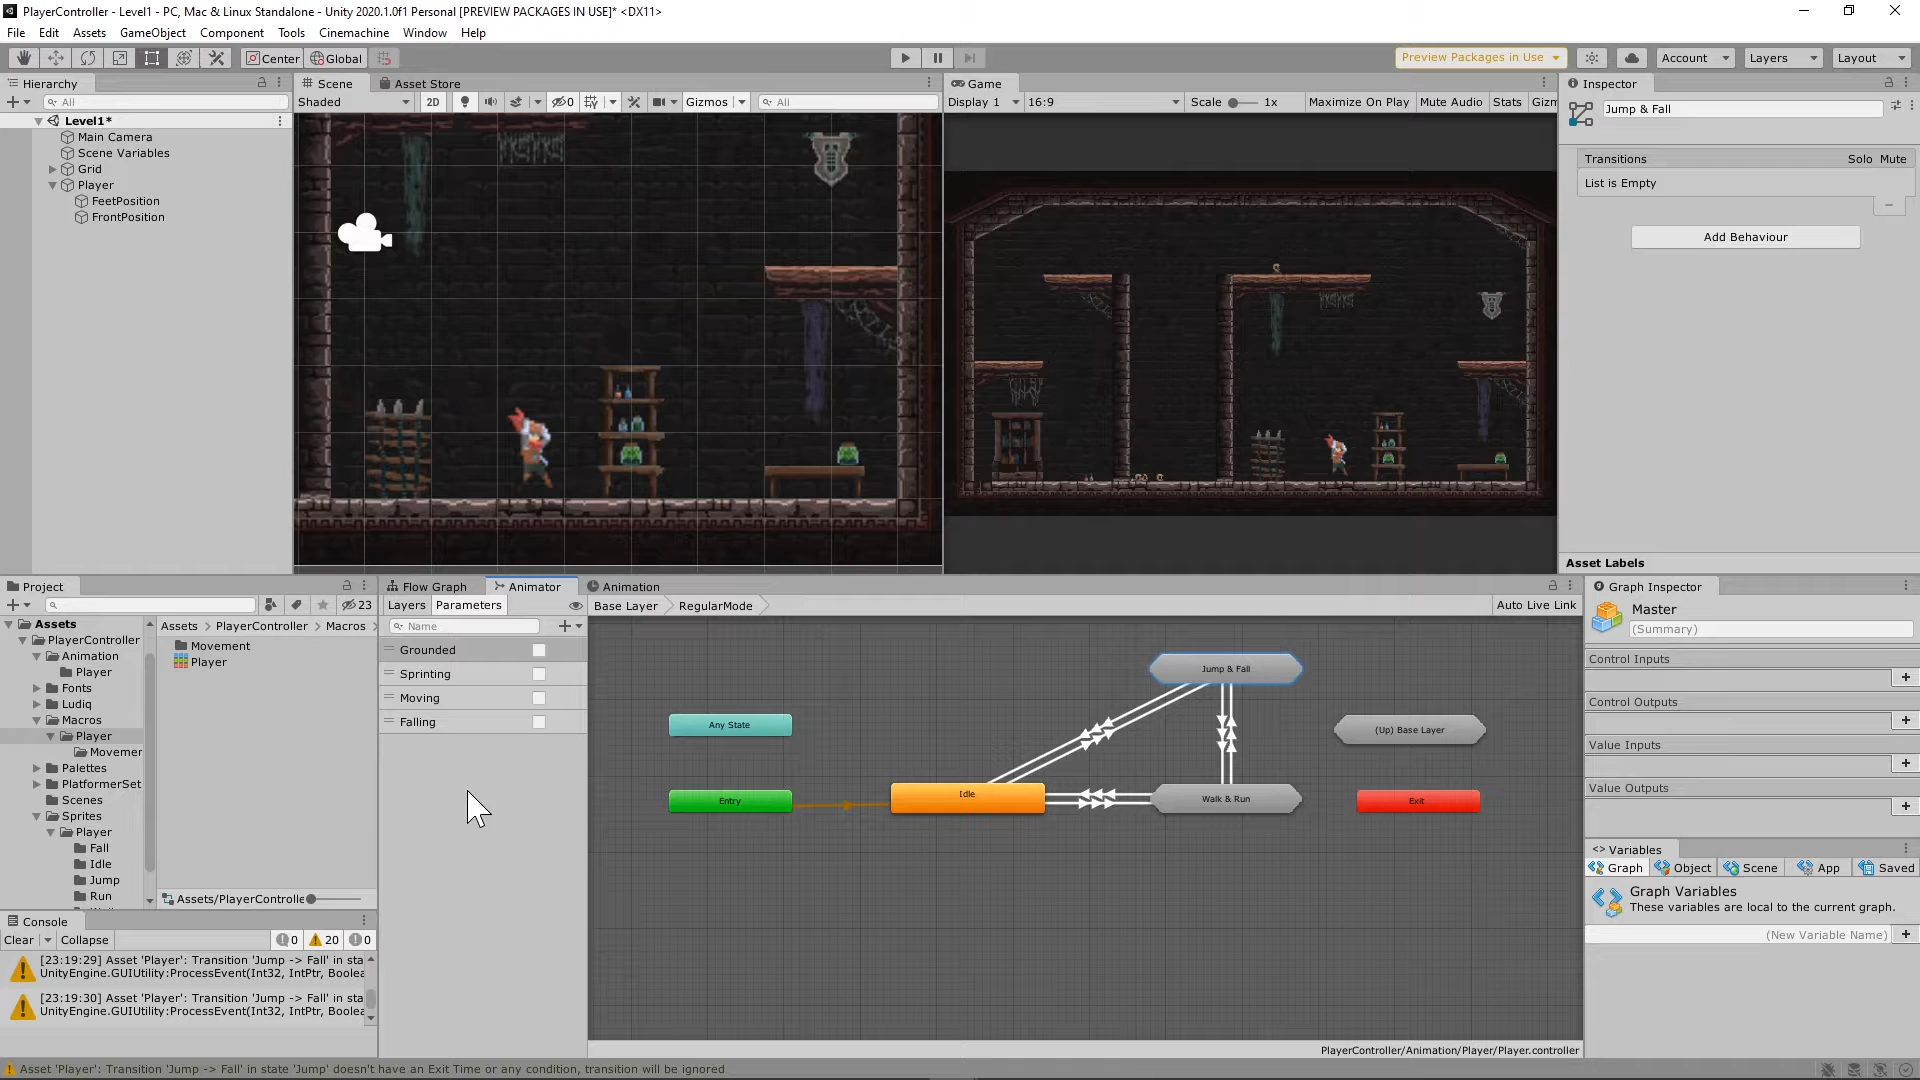 PlayerController - Level1 - PC, Mac & Linux Standalone - Unity 2020.1.0f1 Personal [PREVIEW PACKAGES IN USE]* <DX11>
File Edit Assets GameObject Component Tools Cinemachine Window Help
Center Global Preview Packages in Use Account Layers Layout
Hierarchy
All
Level1*
Main Camera
Scene Variables
Grid
Player
FeetPosition
FrontPosition
Scene Asset Store
Shaded 2D 0 Gizmos All
Game
Display 1 16:9 Scale 1x Maximize On Play Mute Audio Stats Gizm
Inspector
Jump & Fall
Transitions Solo Mute
List is Empty
Add Behaviour
Asset Labels
Project
23
Assets
PlayerController
Animation
Player
Fonts
Ludiq
Macros
Player
Movemer
Palettes
PlatformerSet
Scenes
Sprites
Player
Fall
Idle
Jump
Run
Assets PlayerController Macros
Movement
Player
Assets/PlayerControlle
Flow Graph Animator Animation
Layers Parameters Base Layer RegularMode Auto Live Link
Name
Grounded
Sprinting
Moving
Falling
Jump & Fall
Any State
(Up) Base Layer
Entry
Idle
Walk & Run
Exit
PlayerController/Animation/Player/Player.controller
Graph Inspector
Master
(Summary)
Control Inputs
Control Outputs
Value Inputs
Value Outputs
Variables
Graph Object Scene App Saved
Graph Variables
These variables are local to the current graph.
(New Variable Name)
Console
Clear Collapse 0 20 0
[23:19:29] Asset 'Player': Transition 'Jump -> Fall' in sta
UnityEngine.GUIUtility:ProcessEvent(Int32, IntPtr, Boolea
[23:19:30] Asset 'Player': Transition 'Jump -> Fall' in sta
UnityEngine.GUIUtility:ProcessEvent(Int32, IntPtr, Boolea
Asset 'Player': Transition 'Jump -> Fall' in state 'Jump' doesn't have an Exit Time or any condition, transition will be ignored